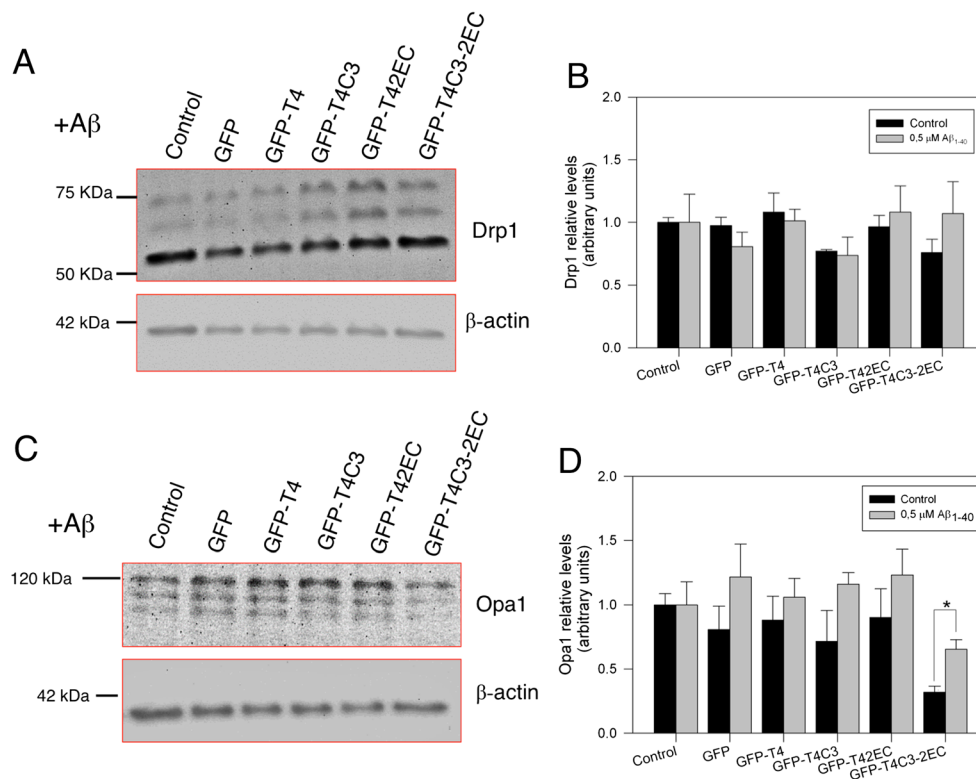 A
+Aβ
Control
GFP
GFP-T4
GFP-T4C3
GFP-T42EC
GFP-T4C3-2EC
75 KDa
50 KDa
Drp1
42 kDa
β-actin
B
Drp1 relative levels
(arbitrary units)
2.0
1.5
1.0
0.5
0.0
Control
0,5 μM Aβ1-40
Control
GFP
GFP-T4
GFP-T4C3
GFP-T42EC
GFP-T4C3-2EC
C
+Aβ
Control
GFP
GFP-T4
GFP-T4C3
GFP-T42EC
GFP-T4C3-2EC
120 kDa
Opa1
42 kDa
β-actin
D
Opa1 relative levels
(arbitrary units)
2.0
1.5
1.0
0.5
0.0
Control
0,5 μM Aβ1-40
*
Control
GFP
GFP-T4
GFP-T4C3
GFP-T42EC
GFP-T4C3-2EC